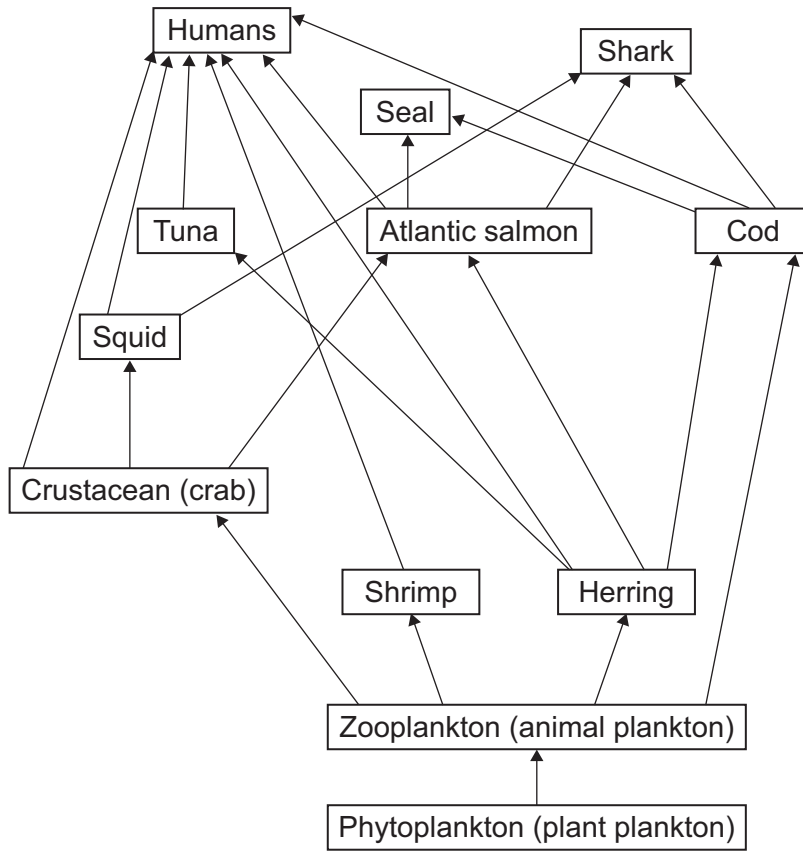 Humans
Shark
Seal
Tuna
Atlantic salmon
Cod
Squid
Crustacean (crab)
Shrimp
Herring
Zooplankton (animal plankton)
Phytoplankton (plant plankton)